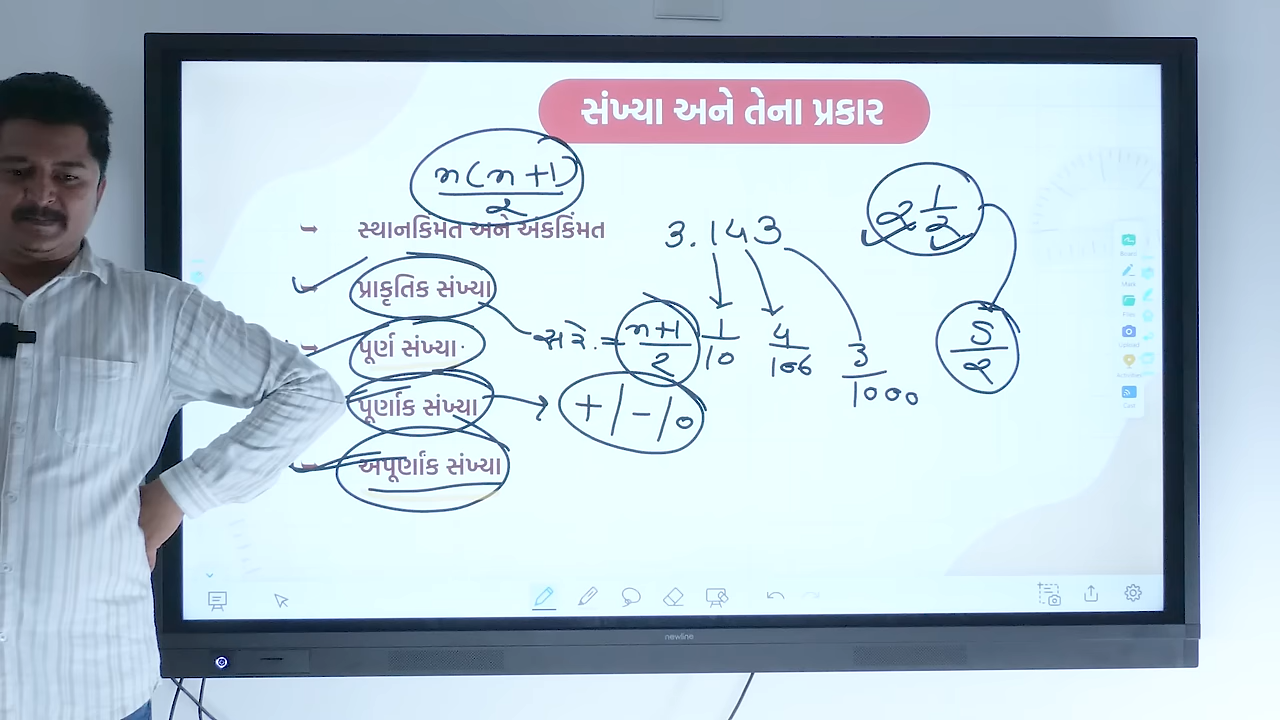 સંખ્યા અને તેના પ્રકાર
n(n+1)/2
સ્થાનકિંમત અને અંકકિંમત
3.143
2 1/2
પ્રાકૃતિક સંખ્યા
પૂર્ણ સંખ્યા
સરે. = n+1/2
1/10
4/100
3/1000
5/2
પૂર્ણાંક સંખ્યા
+/-/0
અપૂર્ણાંક સંખ્યા
newline